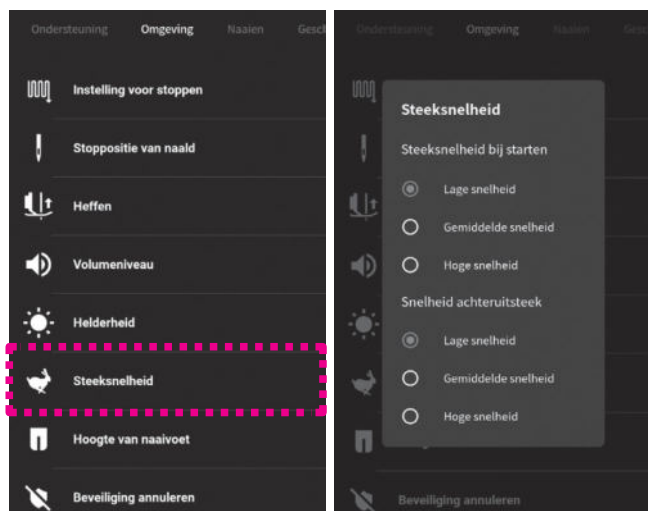 Ondersteuning Omgeving Naaien
Instelling voor stoppen
Stoppositie van naald
Heffen
Volumeniveau
Helderheid
Steeksnelheid
Hoogte van naaivoet
Beveiliging annuleren
Ondersteuning Omgeving Naaien
Steeksnelheid
Steeksnelheid bij starten
Lage snelheid
Gemiddelde snelheid
Hoge snelheid
Snelheid achteruitsteek
Lage snelheid
Gemiddelde snelheid
Hoge snelheid
Beveiliging annuleren